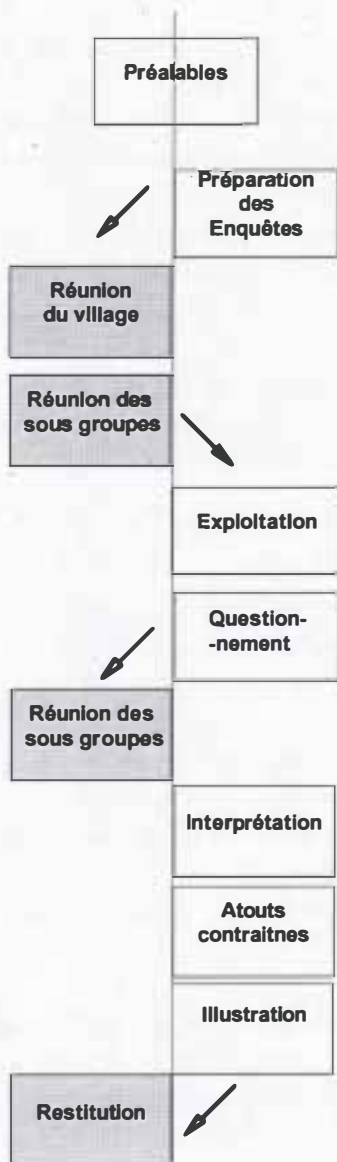 Préalables
Préparation
des
Enquêtes
Réunion
du village
Réunion des
sous groupes
Exploitation
Question-
-nement
Réunion des
sous groupes
Interprétation
Atouts
contraitnes
Illustration
Restitution